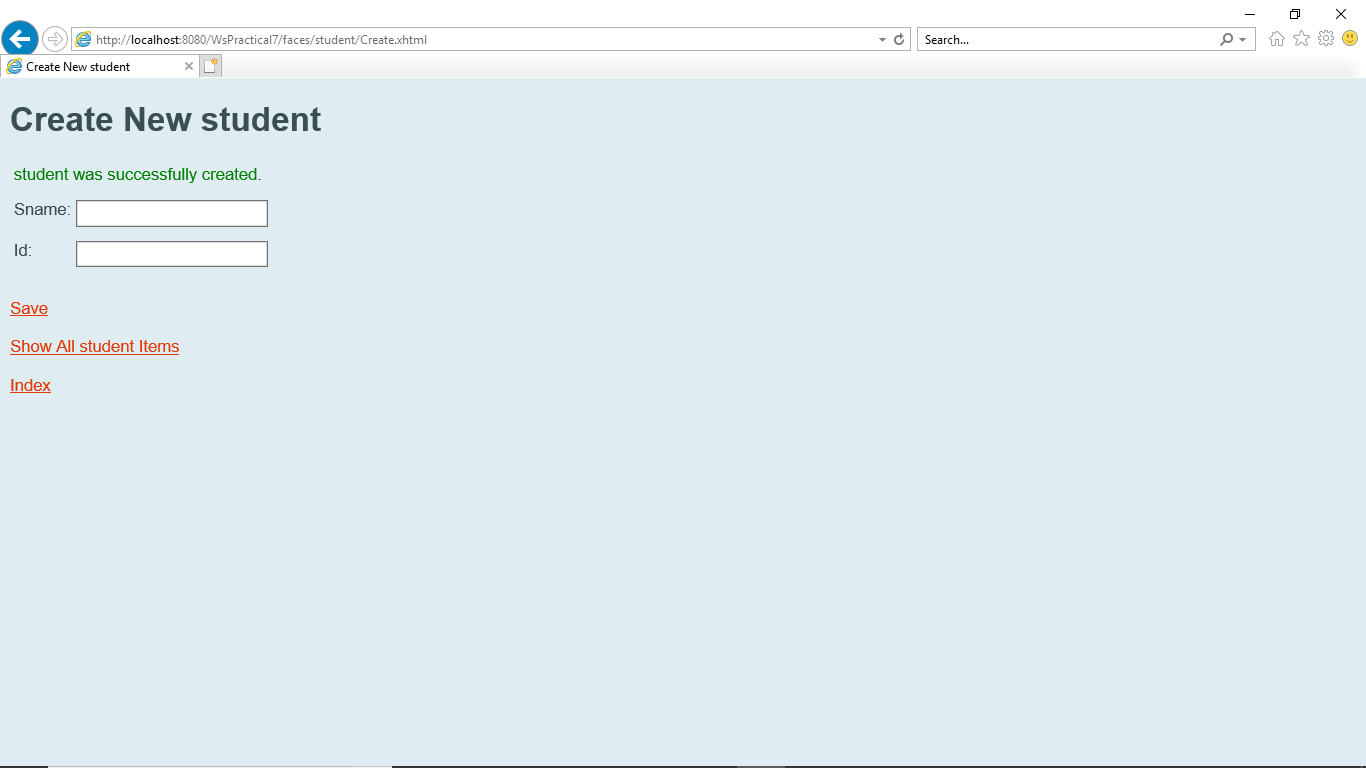 http://localhost:8080/WsPractical7/faces/student/Create.xhtml
Search...
Create New student
Create New student
student was successfully created.
Sname:
Id:
Save
Show All student Items
Index